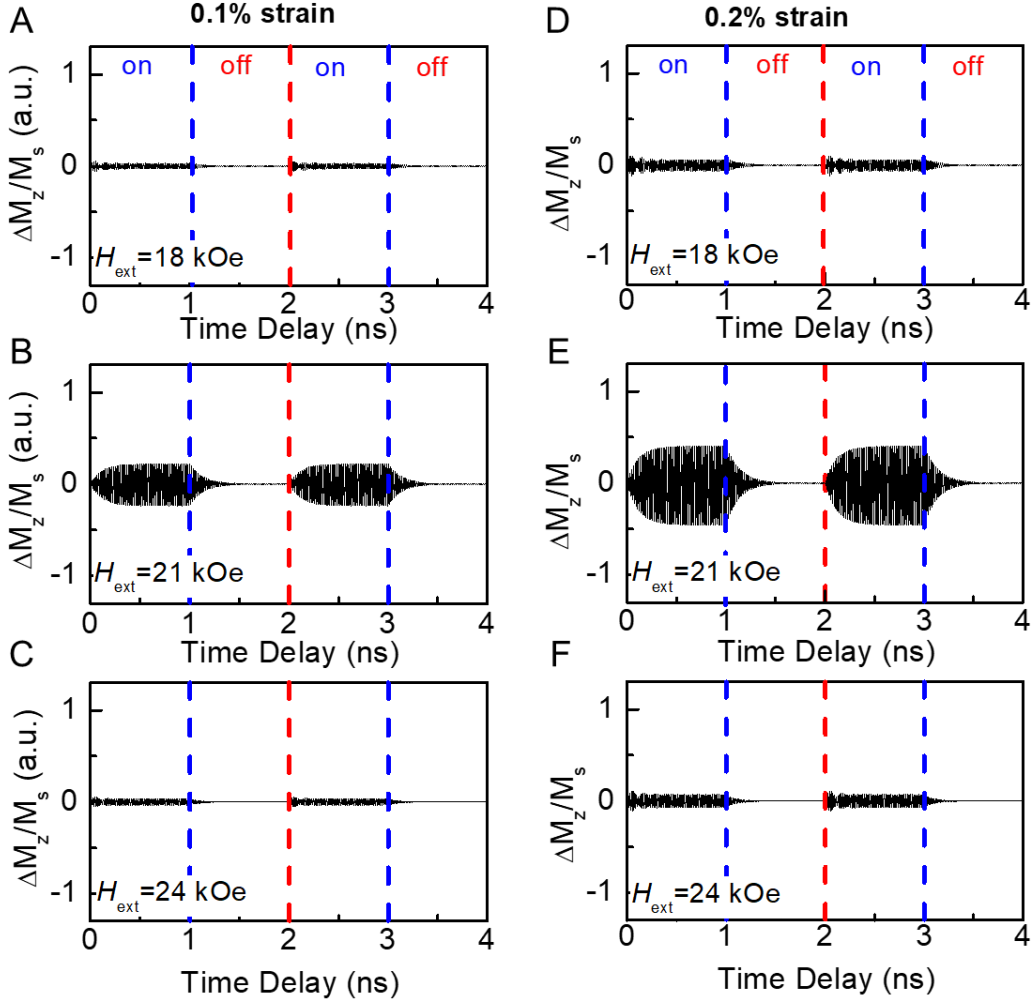 A
0.1% strain
on off on off
ΔM_z/M_s (a.u.)
1
0
-1
H_ext=18 kOe
0 1 2 3 4
Time Delay (ns)
B
ΔM_z/M_s (a.u.)
1
0
-1
H_ext=21 kOe
0 1 2 3 4
Time Delay (ns)
C
ΔM_z/M_s (a.u.)
1
0
-1
H_ext=24 kOe
0 1 2 3 4
Time Delay (ns)
D
0.2% strain
on off on off
ΔM_z/M_s
1
0
-1
H_ext=18 kOe
0 1 2 3 4
Time Delay (ns)
E
ΔM_z/M_s
1
0
-1
H_ext=21 kOe
0 1 2 3 4
Time Delay (ns)
F
ΔM_z/M_s
1
0
-1
H_ext=24 kOe
0 1 2 3 4
Time Delay (ns)